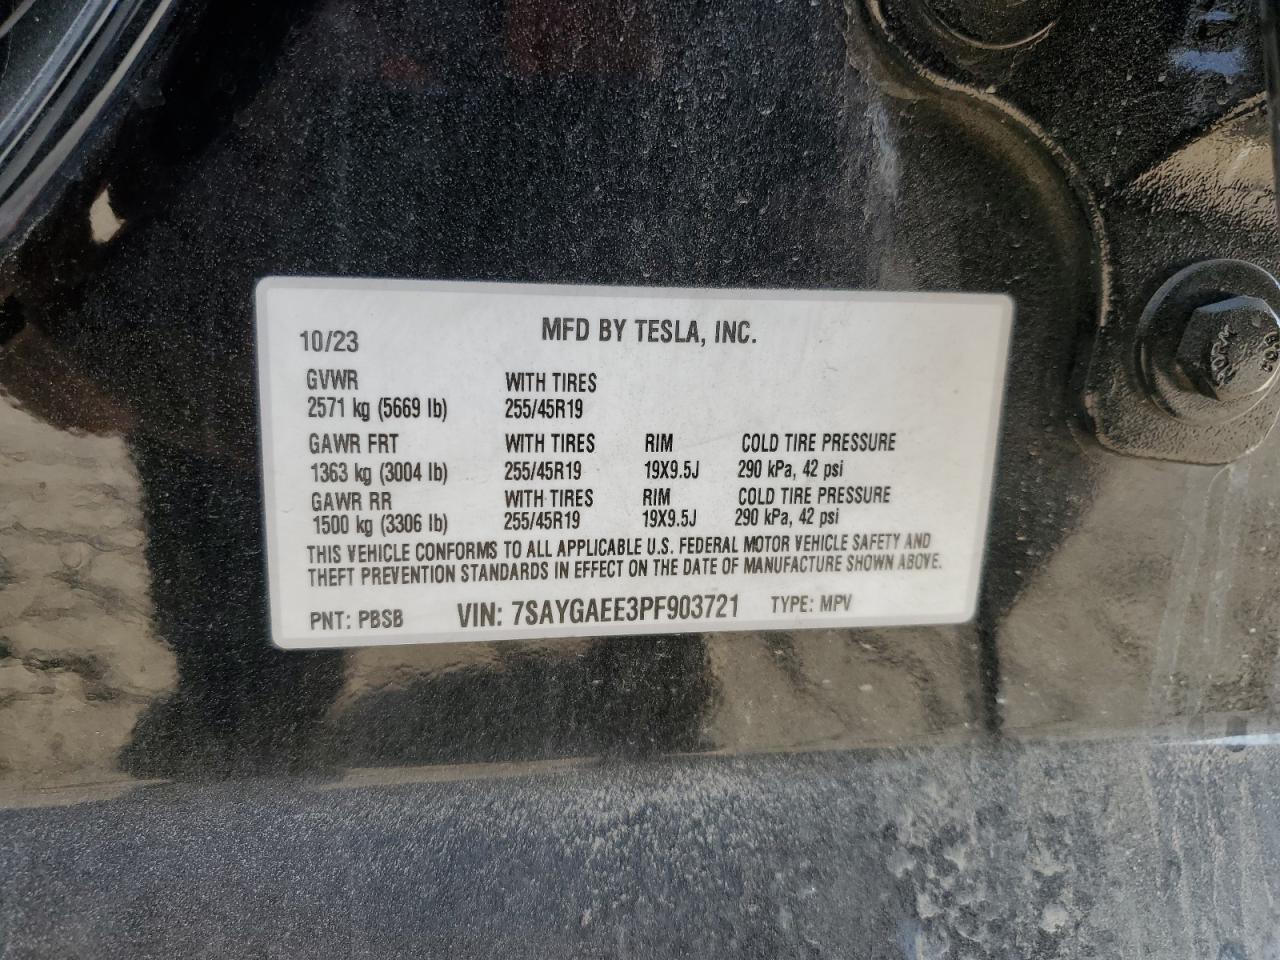 10/23 MFD BY TESLA, INC.
GVWR WITH TIRES
2571 kg (5669 lb) 255/45R19
GAWR FRT WITH TIRES RIM COLD TIRE PRESSURE
1363 kg (3004 lb) 255/45R19 19X9.5J 290 kPa, 42 psi
GAWR RR WITH TIRES RIM COLD TIRE PRESSURE
1500 kg (3306 lb) 255/45R19 19X9.5J 290 kPa, 42 psi
THIS VEHICLE CONFORMS TO ALL APPLICABLE U.S. FEDERAL MOTOR VEHICLE SAFETY AND
THEFT PREVENTION STANDARDS IN EFFECT ON THE DATE OF MANUFACTURE SHOWN ABOVE.
PNT: PBSB VIN: 7SAYGAEE3PF903721 TYPE: MPV